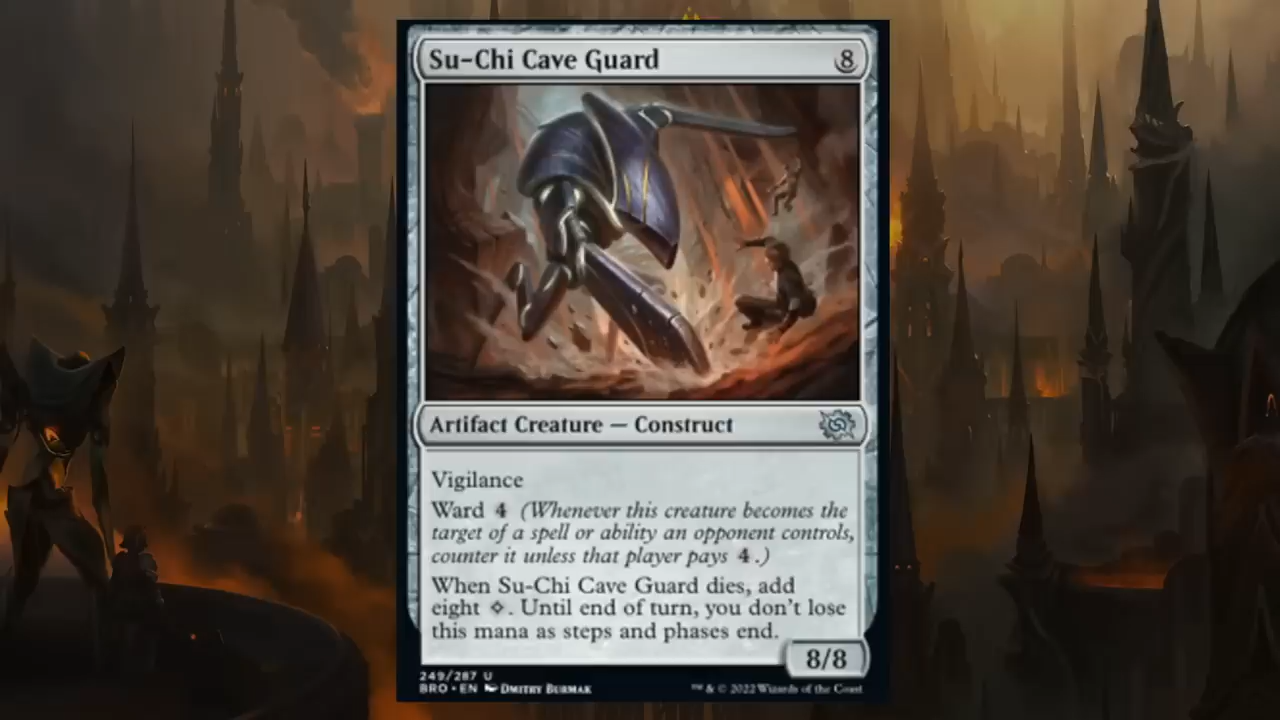 Su-Chi Cave Guard 8
Artifact Creature — Construct
Vigilance
Ward 4 (Whenever this creature becomes the
target of a spell or ability an opponent controls,
counter it unless that player pays 4.)
When Su-Chi Cave Guard dies, add
eight ◇. Until end of turn, you don't lose
this mana as steps and phases end.
8/8
249/287 U
BRO • EN Dmitry Burmak
™ & © 2022 Wizards of the Coast